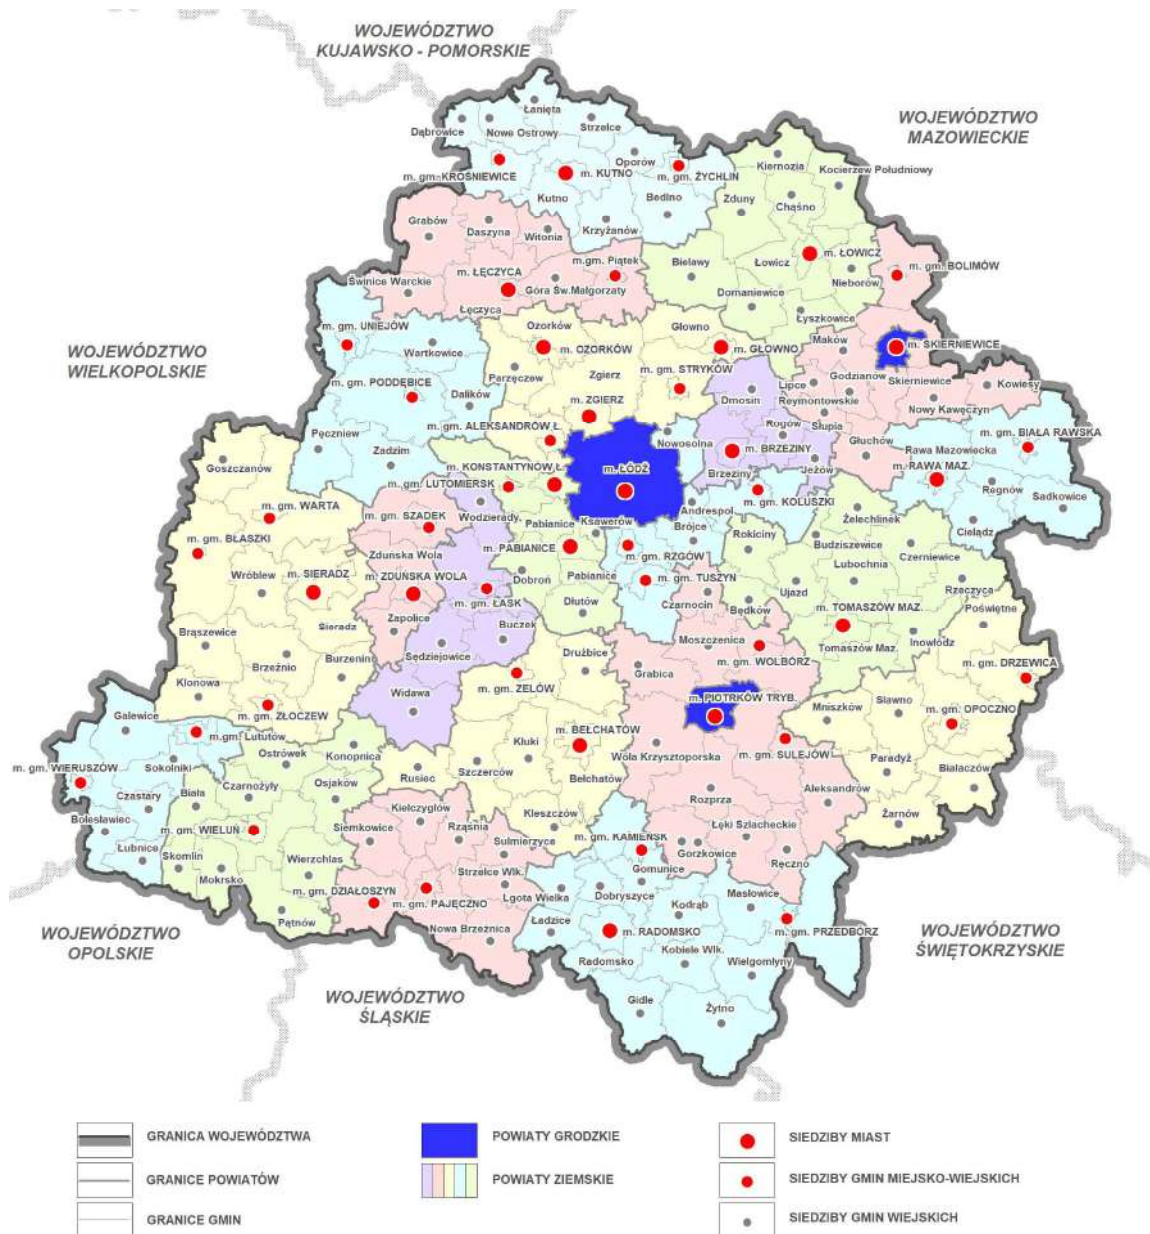 WOJEWÓDZTWO
KUJAWSKO - POMORSKIE
WOJEWÓDZTWO
MAZOWIECKIE
Łanięta
Dąbrowice
Nowe Ostrowy
Strzelce
Oporów
m. gm. KROŚNIEWICE
m. KUTNO
m. gm. ŻYCHLIN
Kutno
Bedlno
Krzyżanów
Kiernozia
Kocierzew Południowy
Zduny
Chąśno
Grabów
Daszyna
Witonia
m. ŁOWICZ
Łowicz
Bielawy
Nieborów
m. gm. BOLIMÓW
Świnice Warckie
m. ŁĘCZYCA
m.gm. Piątek
Góra Św.Małgorzaty
Łęczyca
Domaniewice
Łyszkowice
m. gm. UNIEJÓW
Ozorków
Głowno
Maków
m. SKIERNIEWICE
WOJEWÓDZTWO
WIELKOPOLSKIE
Wartkowice
m. OZORKÓW
m. GŁOWNO
Parzęczew
Zgierz
m. gm. STRYKÓW
m. gm. PODDĘBICE
Dalików
Dmosin
Lipce
Reymontowskie
Godzianów
Skierniewice
Kowiesy
Nowy Kawęczyn
m. ZGIERZ
m. gm. ALEKSANDRÓW Ł.
Nowosolna
Rogów
Słupia
m. gm. BIAŁA RAWSKA
Pęczniew
Zadzim
m. BRZEZINY
Brzeziny
Jeżów
Głuchów
Rawa Mazowiecka
m. RAWA MAZ.
Goszczanów
m. KONSTANTYNÓW Ł.
m. ŁÓDŹ
m. gm. LUTOMIERSK
Regnów
Sadkowice
m. gm. KOLUSZKI
m. gm. WARTA
m. gm. SZADEK
Wodzierady
Pabianice
Ksawerów
Andrespol
Brójce
Żelechlinek
Cielądz
m. gm. BŁASZKI
Zduńska Wola
m. PABIANICE
m. gm. RZGÓW
Rokiciny
Budziszewice
Czerniewice
Wróblew
m. SIERADZ
m. ZDUŃSKA WOLA
m. gm. ŁASK
Dobroń
Pabianice
m. gm. TUSZYN
Lubochnia
Ujazd
Rzeczyca
Dłutów
Czarnocin
Będków
m. TOMASZÓW MAZ.
Poświętne
Zapolice
Buczek
Inowłódz
Brąszewice
Sieradz
Sędziejowice
Drużbice
Moszczenica
m. gm. WOLBÓRZ
Tomaszów Maz.
Brzeźnio
Burzenin
m. gm. DRZEWICA
Klonowa
Widawa
m. gm. ZELÓW
Grabica
m. PIOTRKÓW TRYB.
Mniszków
Sławno
m. gm. OPOCZNO
m. gm. ZŁOCZEW
Galewice
m.gm. Lututów
m. BEŁCHATÓW
Kluki
m. gm. SULEJÓW
Ostrówek
Konopnica
Wola Krzysztoporska
Paradyż
Białaczów
m. gm. WIERUSZÓW
Sokolniki
Rusiec
Szczerców
Bełchatów
Czastary
Biała
Czarnożyły
Osjaków
Rozprza
Aleksandrów
Bolesławiec
m. gm. WIELUŃ
Kiełczygłów
Kleszczów
Żarnów
Siemkowice
Rząśnia
Sulmierzyce
m. gm. KAMIEŃSK
Łęki Szlacheckie
Gorzkowice
Ręczno
Łubnice
Skomlin
Wierzchlas
Gomunice
Mokrsko
m. gm. DZIAŁOSZYN
Strzelce Wlk.
Lgota Wielka
Dobryszyce
Masłowice
m. gm. PAJĘCZNO
Kodrąb
Pątnów
Ładzice
m. gm. PRZEDBÓRZ
Nowa Brzeźnica
m. RADOMSKO
Radomsko
Kobiele Wlk.
Wielgomłyny
WOJEWÓDZTWO
OPOLSKIE
WOJEWÓDZTWO
ŚWIĘTOKRZYSKIE
WOJEWÓDZTWO
ŚLĄSKIE
Gidle
Żytno
GRANICA WOJEWÓDZTWA
POWIATY GRODZKIE
SIEDZIBY MIAST
GRANICE POWIATÓW
POWIATY ZIEMSKIE
SIEDZIBY GMIN MIEJSKO-WIEJSKICH
GRANICE GMIN
SIEDZIBY GMIN WIEJSKICH